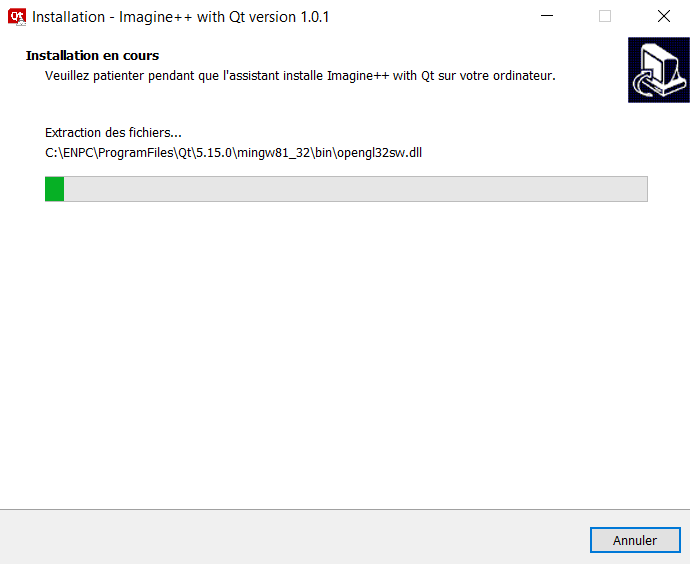 Qt Installation - Imagine++ with Qt version 1.0.1
Installation en cours
Veuillez patienter pendant que l'assistant installe Imagine++ with Qt sur votre ordinateur.
Extraction des fichiers...
C:\ENPC\ProgramFiles\Qt\5.15.0\mingw81_32\bin\opengl32sw.dll
Annuler